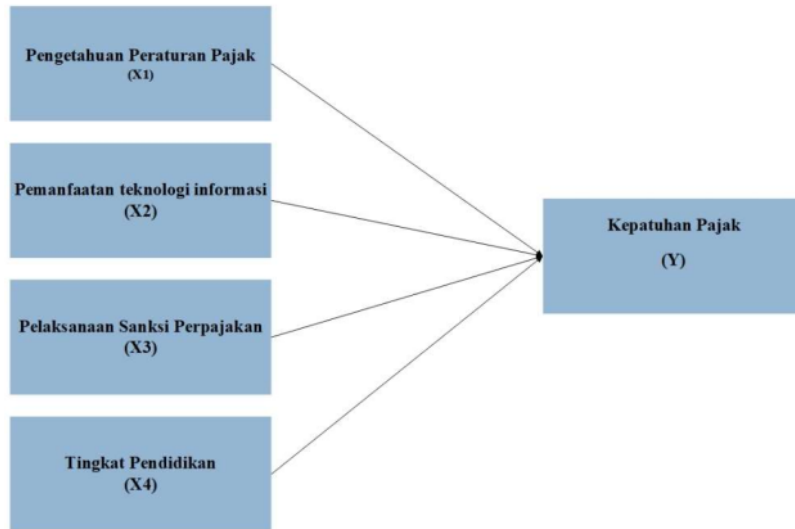 Pengetahuan Peraturan Pajak
(X1)
Pemanfaatan teknologi informasi
(X2)
Pelaksanaan Sanksi Perpajakan
(X3)
Tingkat Pendidikan
(X4)
Kepatuhan Pajak
(Y)